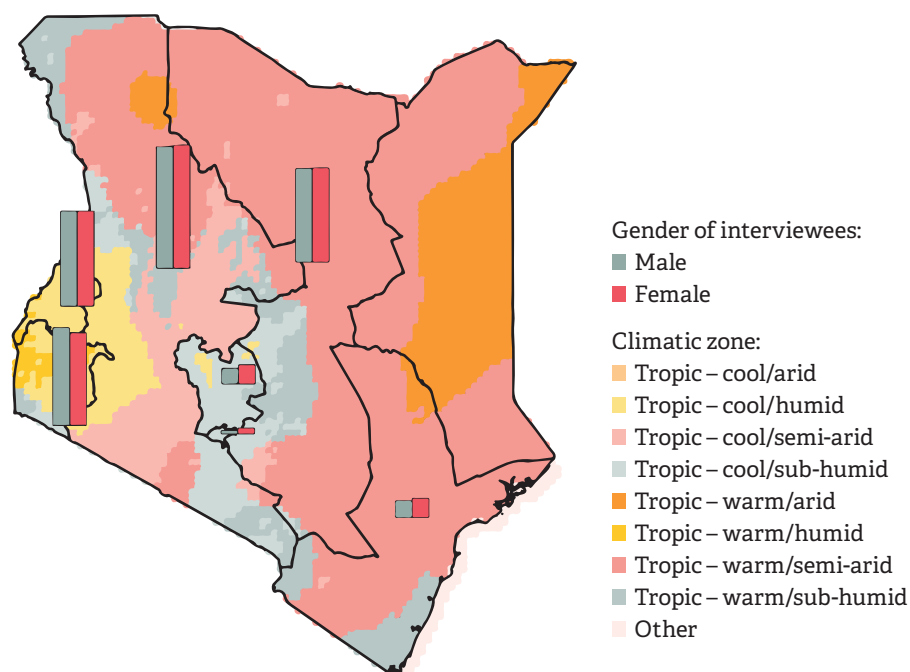 Gender of interviewees:
Male
Female
Climatic zone:
Tropic – cool/arid
Tropic – cool/humid
Tropic – cool/semi-arid
Tropic – cool/sub-humid
Tropic – warm/arid
Tropic – warm/humid
Tropic – warm/semi-arid
Tropic – warm/sub-humid
Other